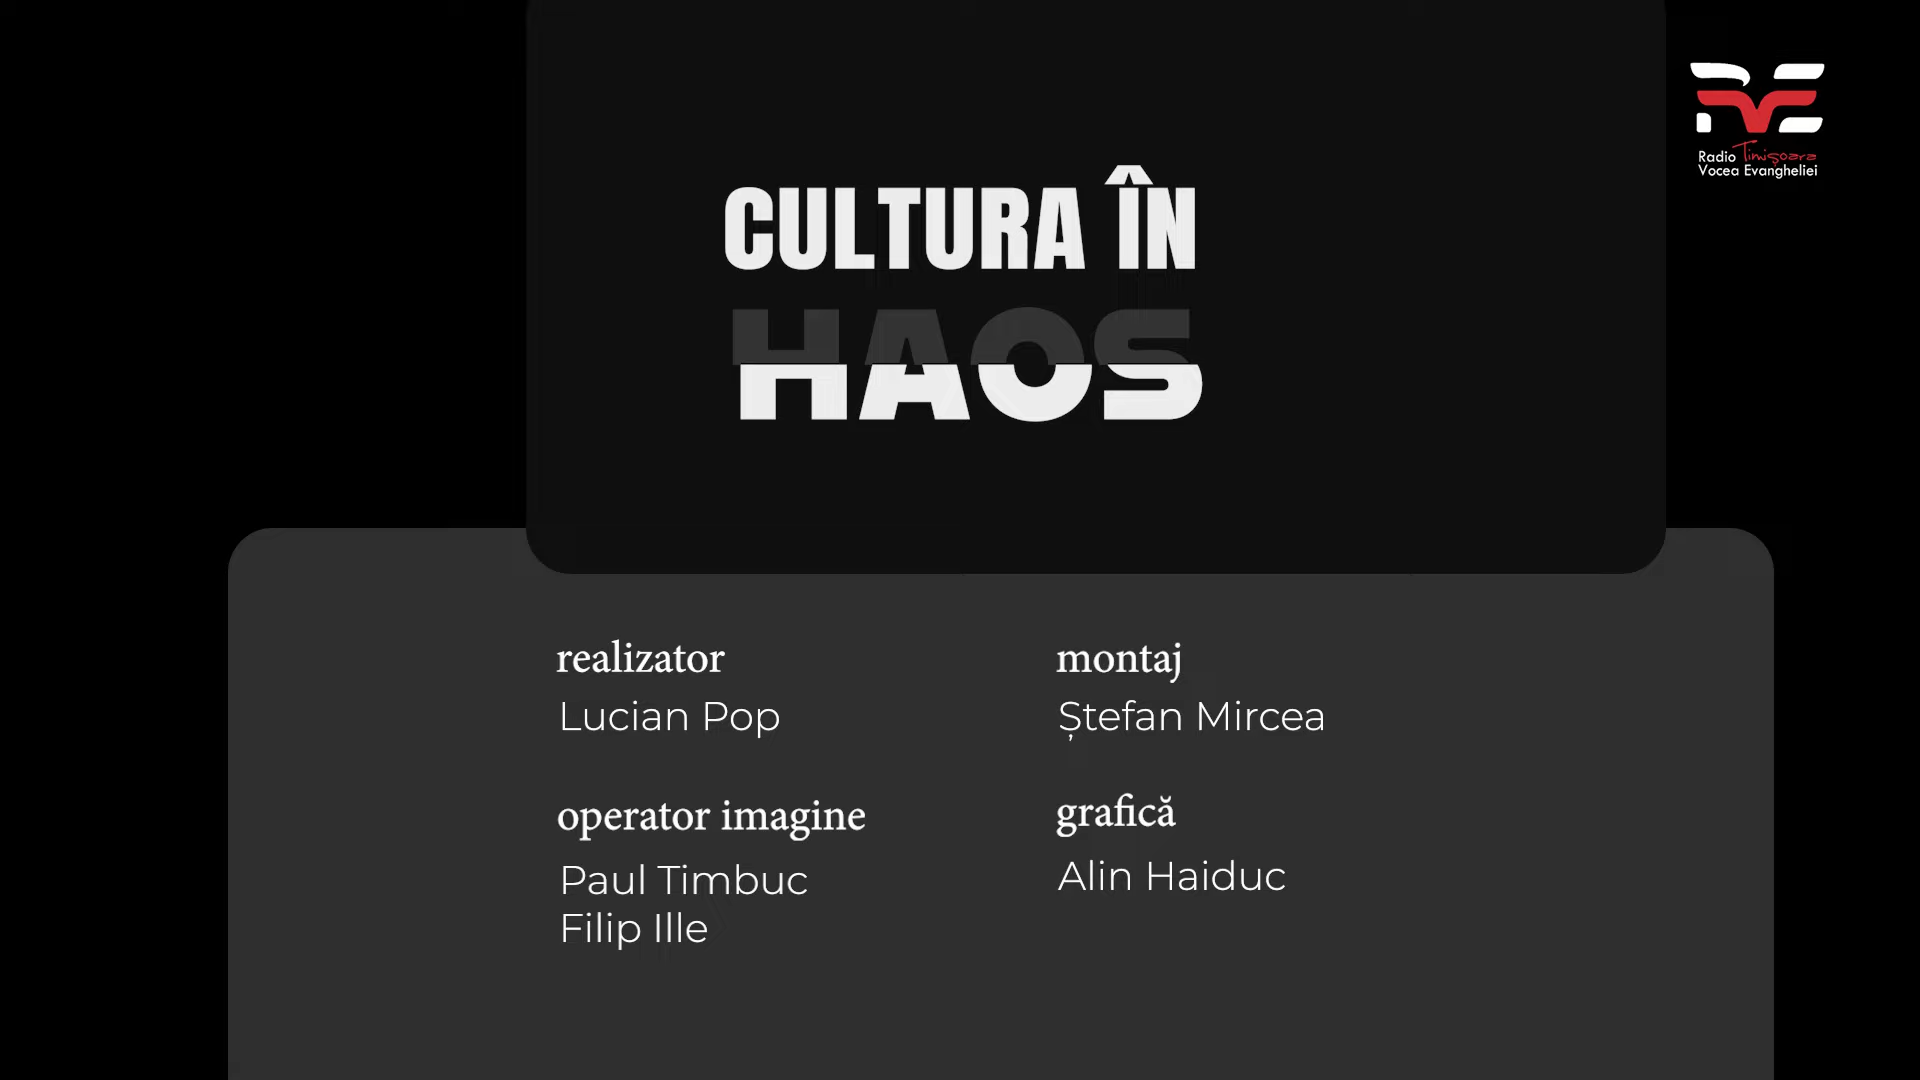 CULTURA ÎN
HAOS
RVE
Radio Timișoara
Vocea Evangheliei
realizator
Lucian Pop
montaj
Ștefan Mircea
operator imagine
Paul Timbuc
Filip Ille
grafică
Alin Haiduc